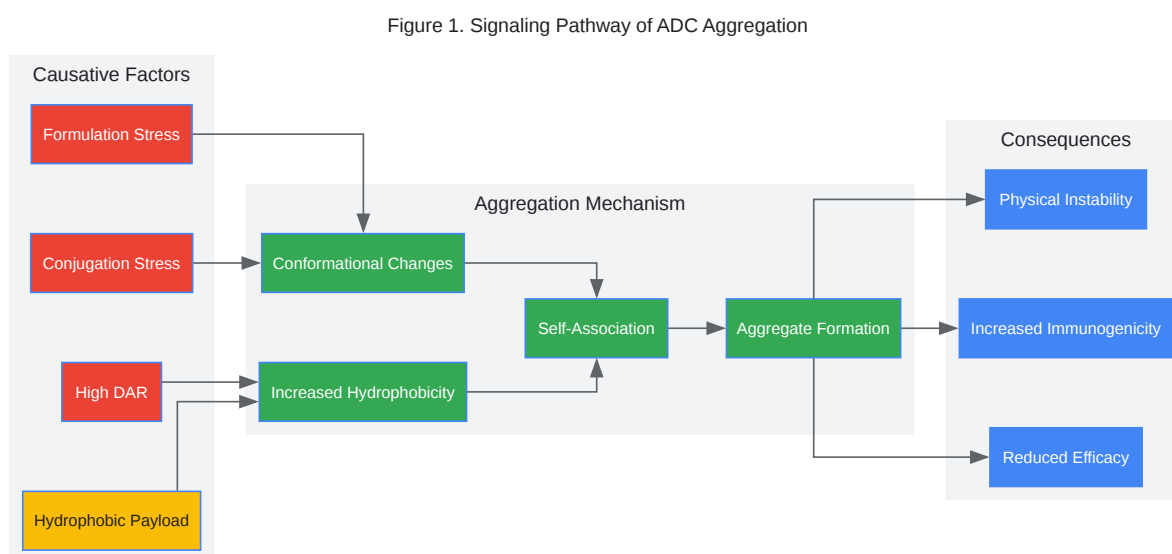 Figure 1. Signaling Pathway of ADC Aggregation
Causative Factors
Formulation Stress
Conjugation Stress
High DAR
Hydrophobic Payload
Aggregation Mechanism
Conformational Changes
Increased Hydrophobicity
Self-Association
Aggregate Formation
Consequences
Physical Instability
Increased Immunogenicity
Reduced Efficacy